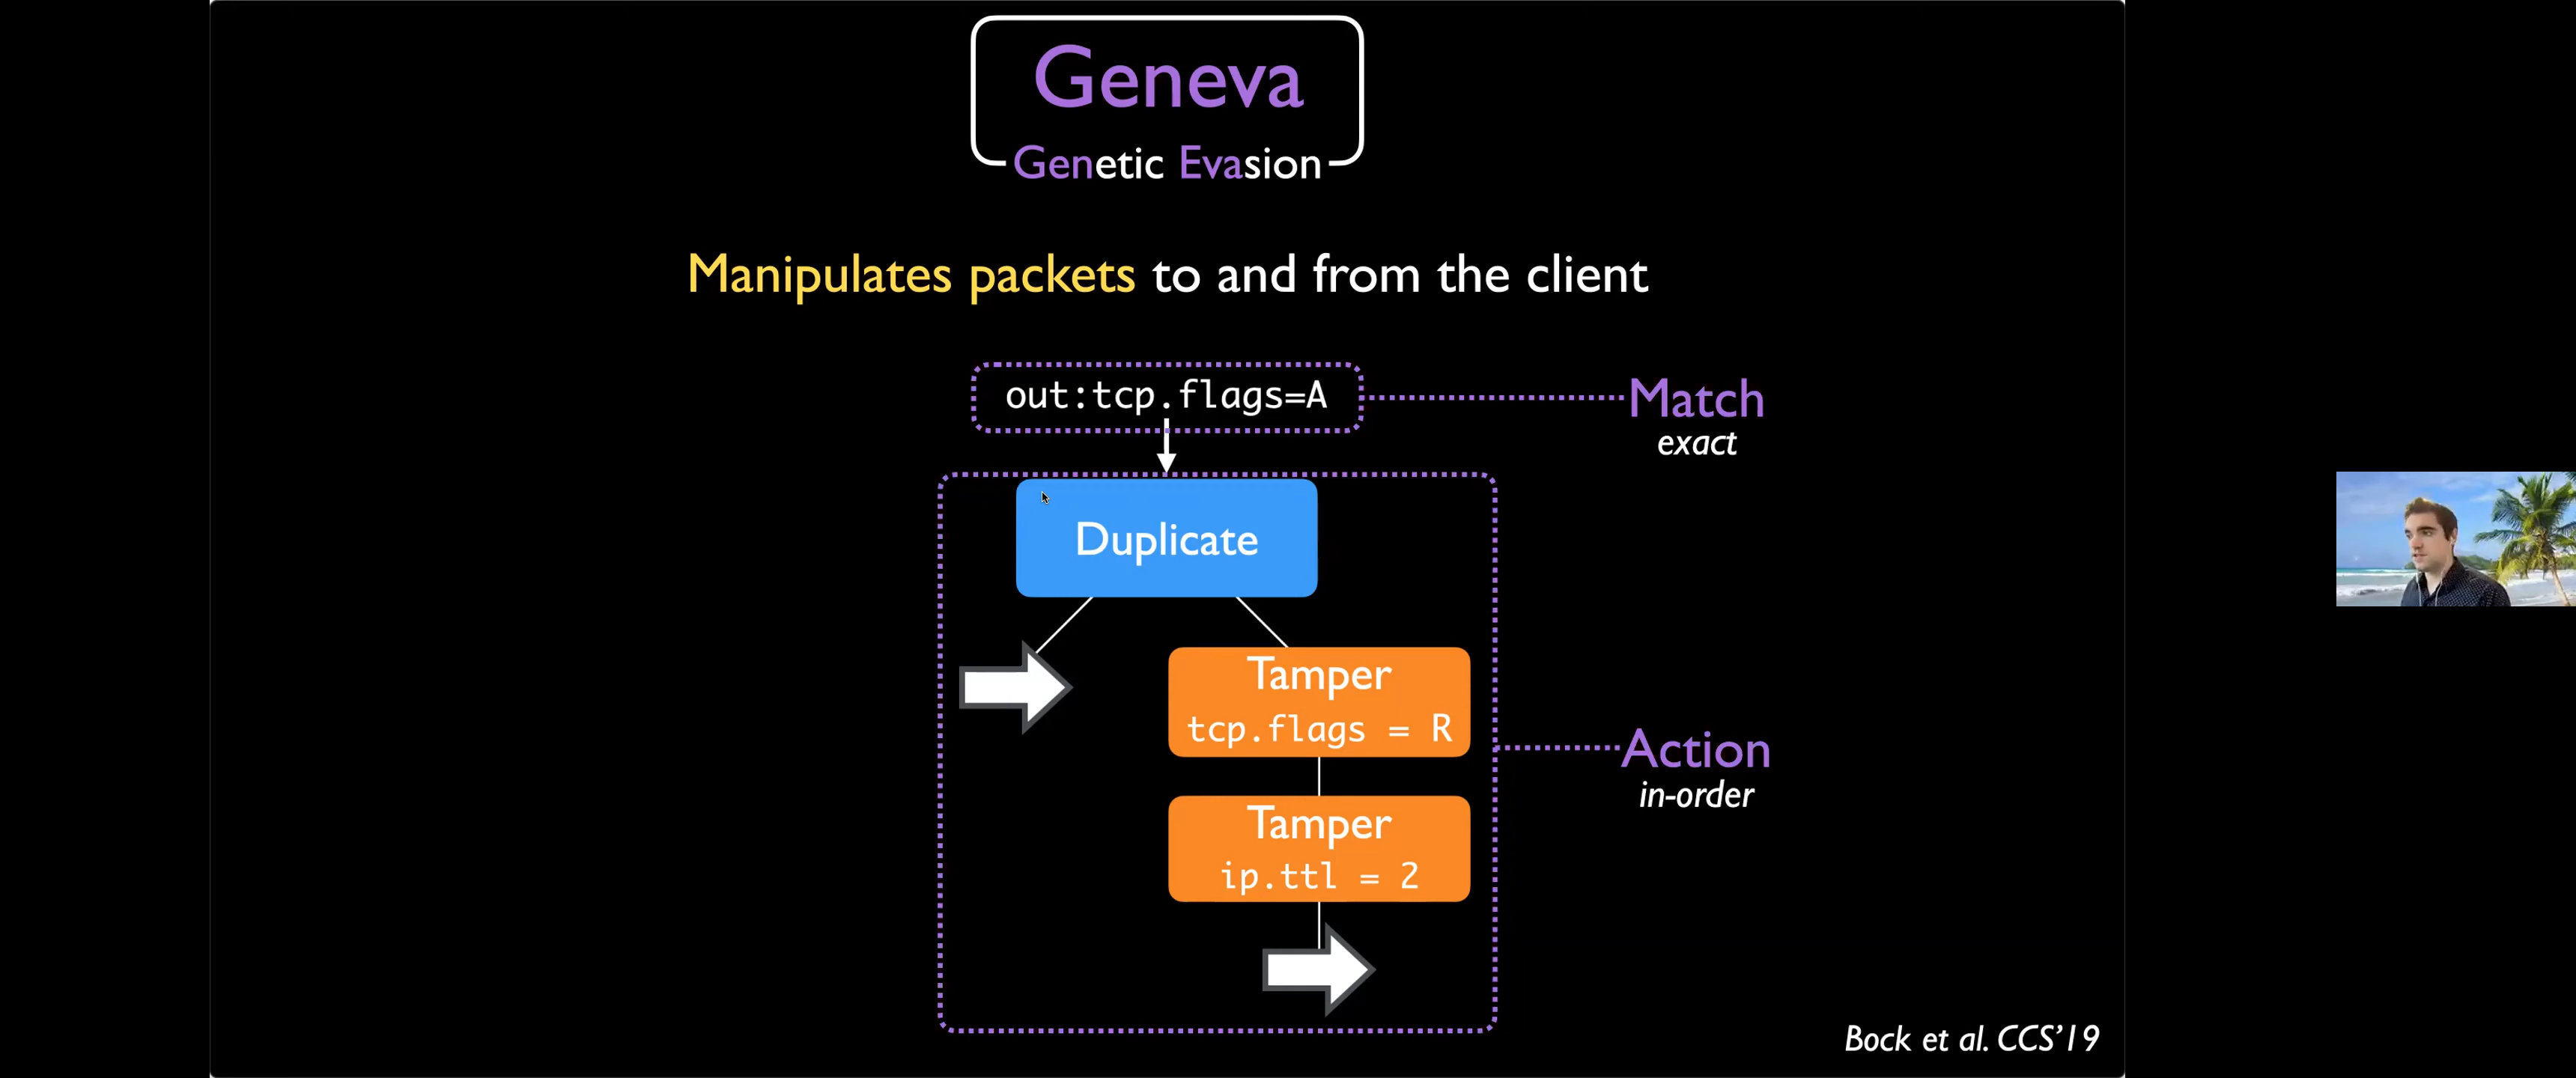 Geneva
Genetic Evasion
Manipulates packets to and from the client
out:tcp.flags=A
Match
exact
Duplicate
Tamper
tcp.flags = R
Action
in-order
Tamper
ip.ttl = 2
Bock et al. CCS'19